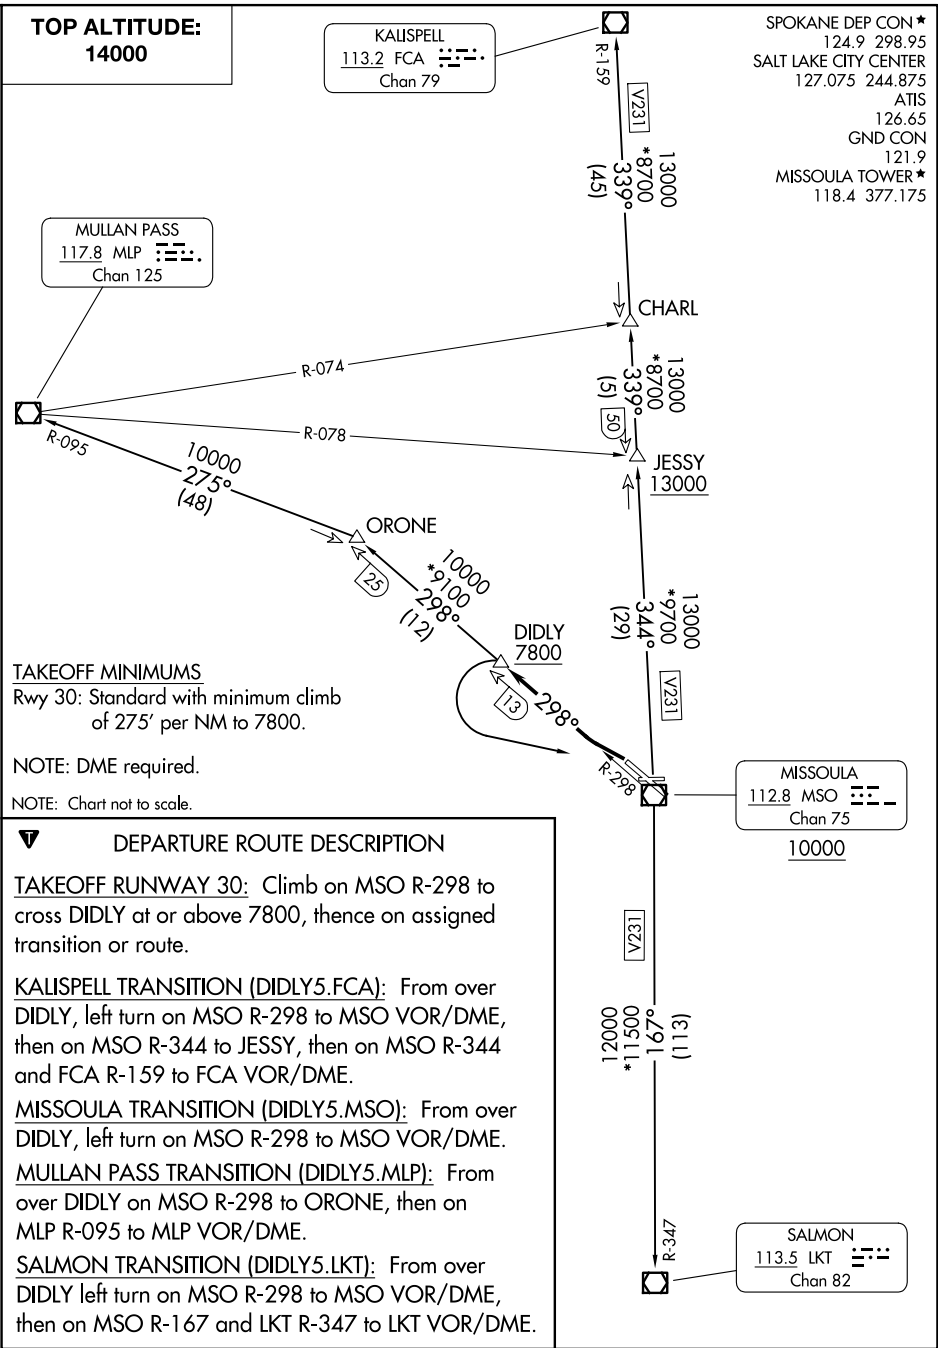 TOP ALTITUDE:
14000
KALISPELL
113.2 FCA
Chan 79
SPOKANE DEP CON ★
124.9 298.95
SALT LAKE CITY CENTER
127.075 244.875
ATIS
126.65
GND CON
121.9
MISSOULA TOWER ★
118.4 377.175
R-159
V231
13000
*8700
339°
(45)
MULLAN PASS
117.8 MLP
Chan 125
CHARL
R-074
13000
*8700
339°
(5)
50
R-078
R-095
JESSY
13000
10000
275°
(48)
ORONE
25
10000
*9100
298°
(12)
13000
*9700
344°
(29)
DIDLY
7800
13
298°
V231
R-298
TAKEOFF MINIMUMS
Rwy 30: Standard with minimum climb
of 275' per NM to 7800.
NOTE: DME required.
NOTE: Chart not to scale.
MISSOULA
112.8 MSO
Chan 75
10000
V231
12000
*11500
167°
(113)
R-347
SALMON
113.5 LKT
Chan 82
T
DEPARTURE ROUTE DESCRIPTION
TAKEOFF RUNWAY 30: Climb on MSO R-298 to
cross DIDLY at or above 7800, thence on assigned
transition or route.
KALISPELL TRANSITION (DIDLY5.FCA): From over
DIDLY, left turn on MSO R-298 to MSO VOR/DME,
then on MSO R-344 to JESSY, then on MSO R-344
and FCA R-159 to FCA VOR/DME.
MISSOULA TRANSITION (DIDLY5.MSO): From over
DIDLY, left turn on MSO R-298 to MSO VOR/DME.
MULLAN PASS TRANSITION (DIDLY5.MLP): From
over DIDLY on MSO R-298 to ORONE, then on
MLP R-095 to MLP VOR/DME.
SALMON TRANSITION (DIDLY5.LKT): From over
DIDLY left turn on MSO R-298 to MSO VOR/DME,
then on MSO R-167 and LKT R-347 to LKT VOR/DME.